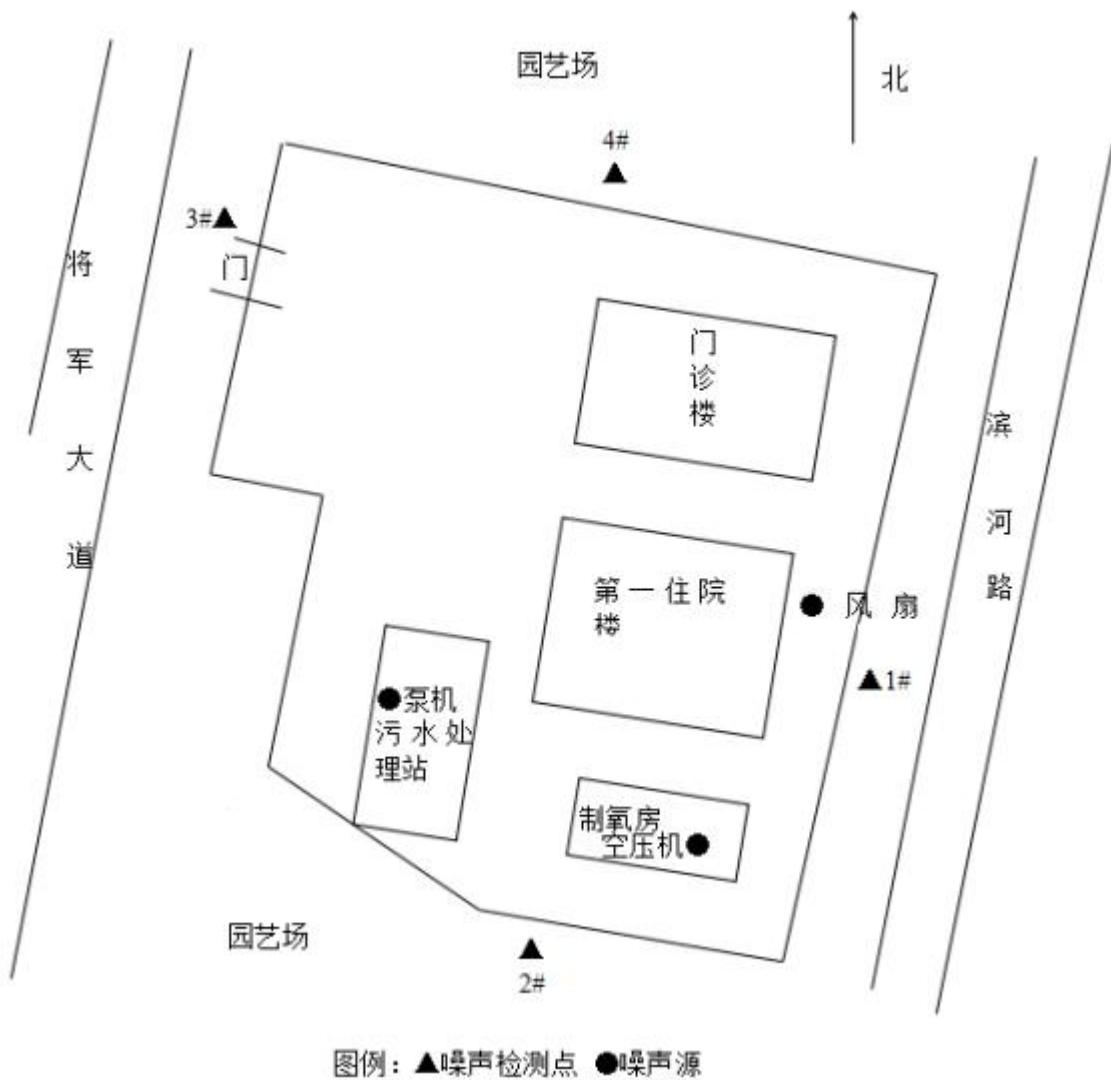 园艺场
北
4#
3#
门
将军大道
门诊楼
滨河路
第一住院
楼
风扇
1#
泵机
污水处
理站
制氧房
空压机
园艺场
2#
图例：▲噪声检测点 ●噪声源